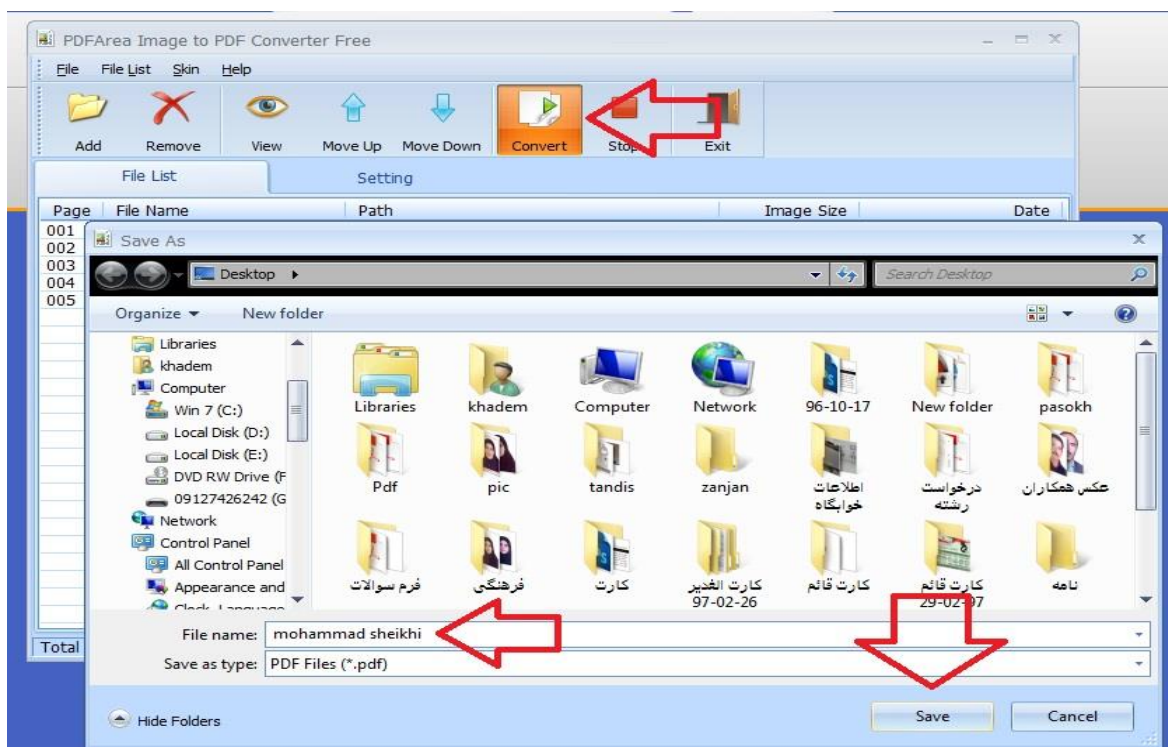 PDFArea Image to PDF Converter Free
File File List Skin Help
Add Remove View Move Up Move Down Convert Stop Exit
File List Setting
Page File Name Path Image Size Date
001
002
003
004
005
Save As
Desktop
Search Desktop
Organize New folder
Libraries
khadem
Computer
Win 7 (C:)
Local Disk (D:)
Local Disk (E:)
DVD RW Drive (F
09127426242 (G
Network
Control Panel
All Control Panel
Appearance and
Clock, Language
Libraries khadem Computer Network 96-10-17 New folder pasokh
Pdf pic tandis zanjan اطلاعات درخواست عکس همکاران
خوابگاه رشته
فرم سوالات فرهنگی کارت کارت الغدیر کارت قائم کارت قائم نامه
97-02-26 29-02-97
File name: mohammad sheikhi
Save as type: PDF Files (*.pdf)
Total
Hide Folders
Save Cancel